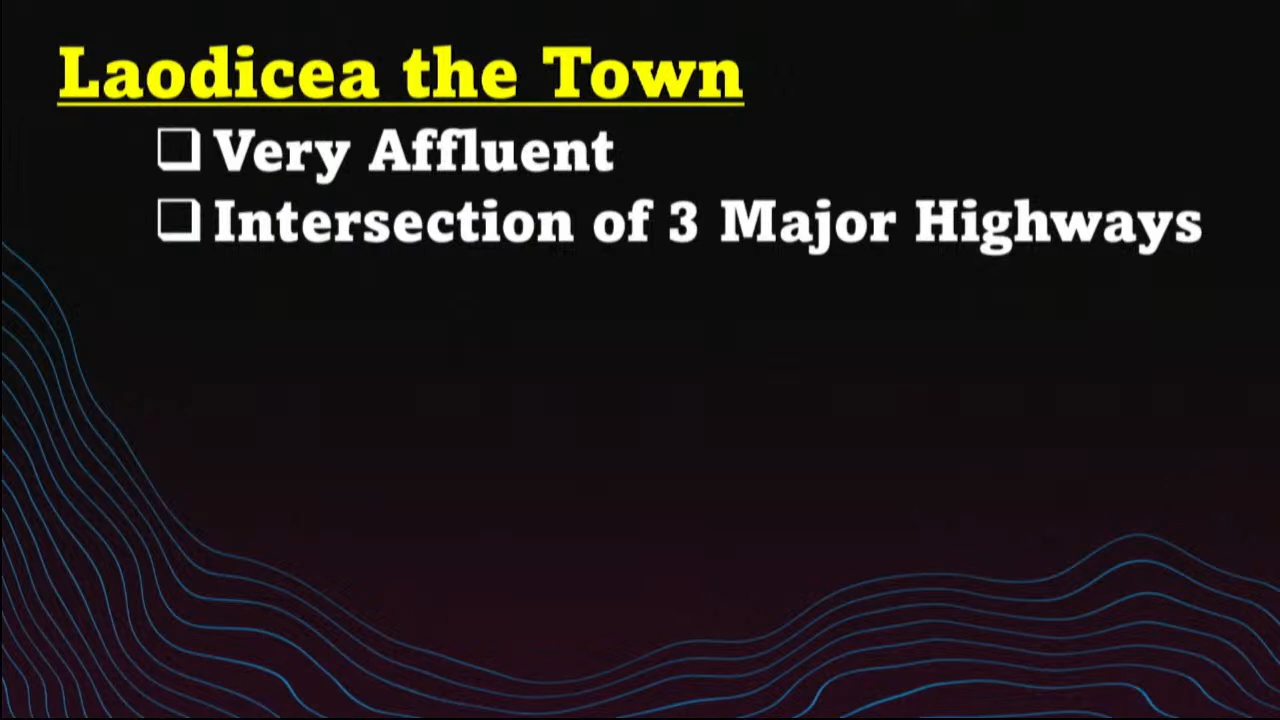 Laodicea the Town
❑ Very Affluent
❑ Intersection of 3 Major Highways